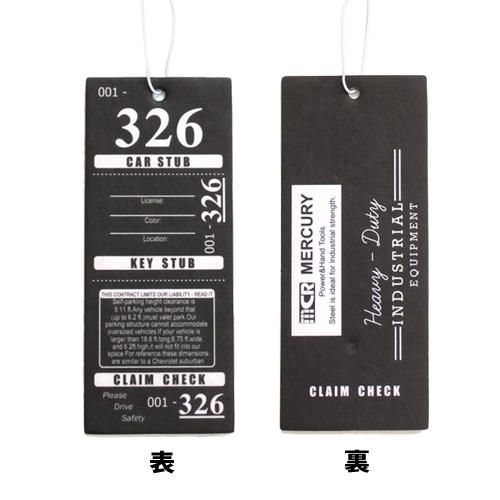 001 -
326
CAR STUB
License:
Color:
Location:
001 - 326
KEY STUB
THIS CONTRACT LIMITS OUR LIABILITY - READ IT
Self-parking height clearance is
5.11 ft.Any vehicle beyond that
(up to 6.2 ft.)must valet park Our
parking structure cannot accommodate
oversized vehicles.If your vehicle is
larger than 18.6 ft.long,6.75 ft.wide,
and 6.2ft.high,it will not fit into our
space.For reference,these dimensions
are similar to a Chevrolet suburban
CLAIM CHECK
Please
Drive
Safety
001 - 326
MCR MERCURY
Power&Hand Tools
Steel is ideal for Industrial strength.
Heavy - Duty
INDUSTRIAL
EQUIPMENT
CLAIM CHECK
表
裏